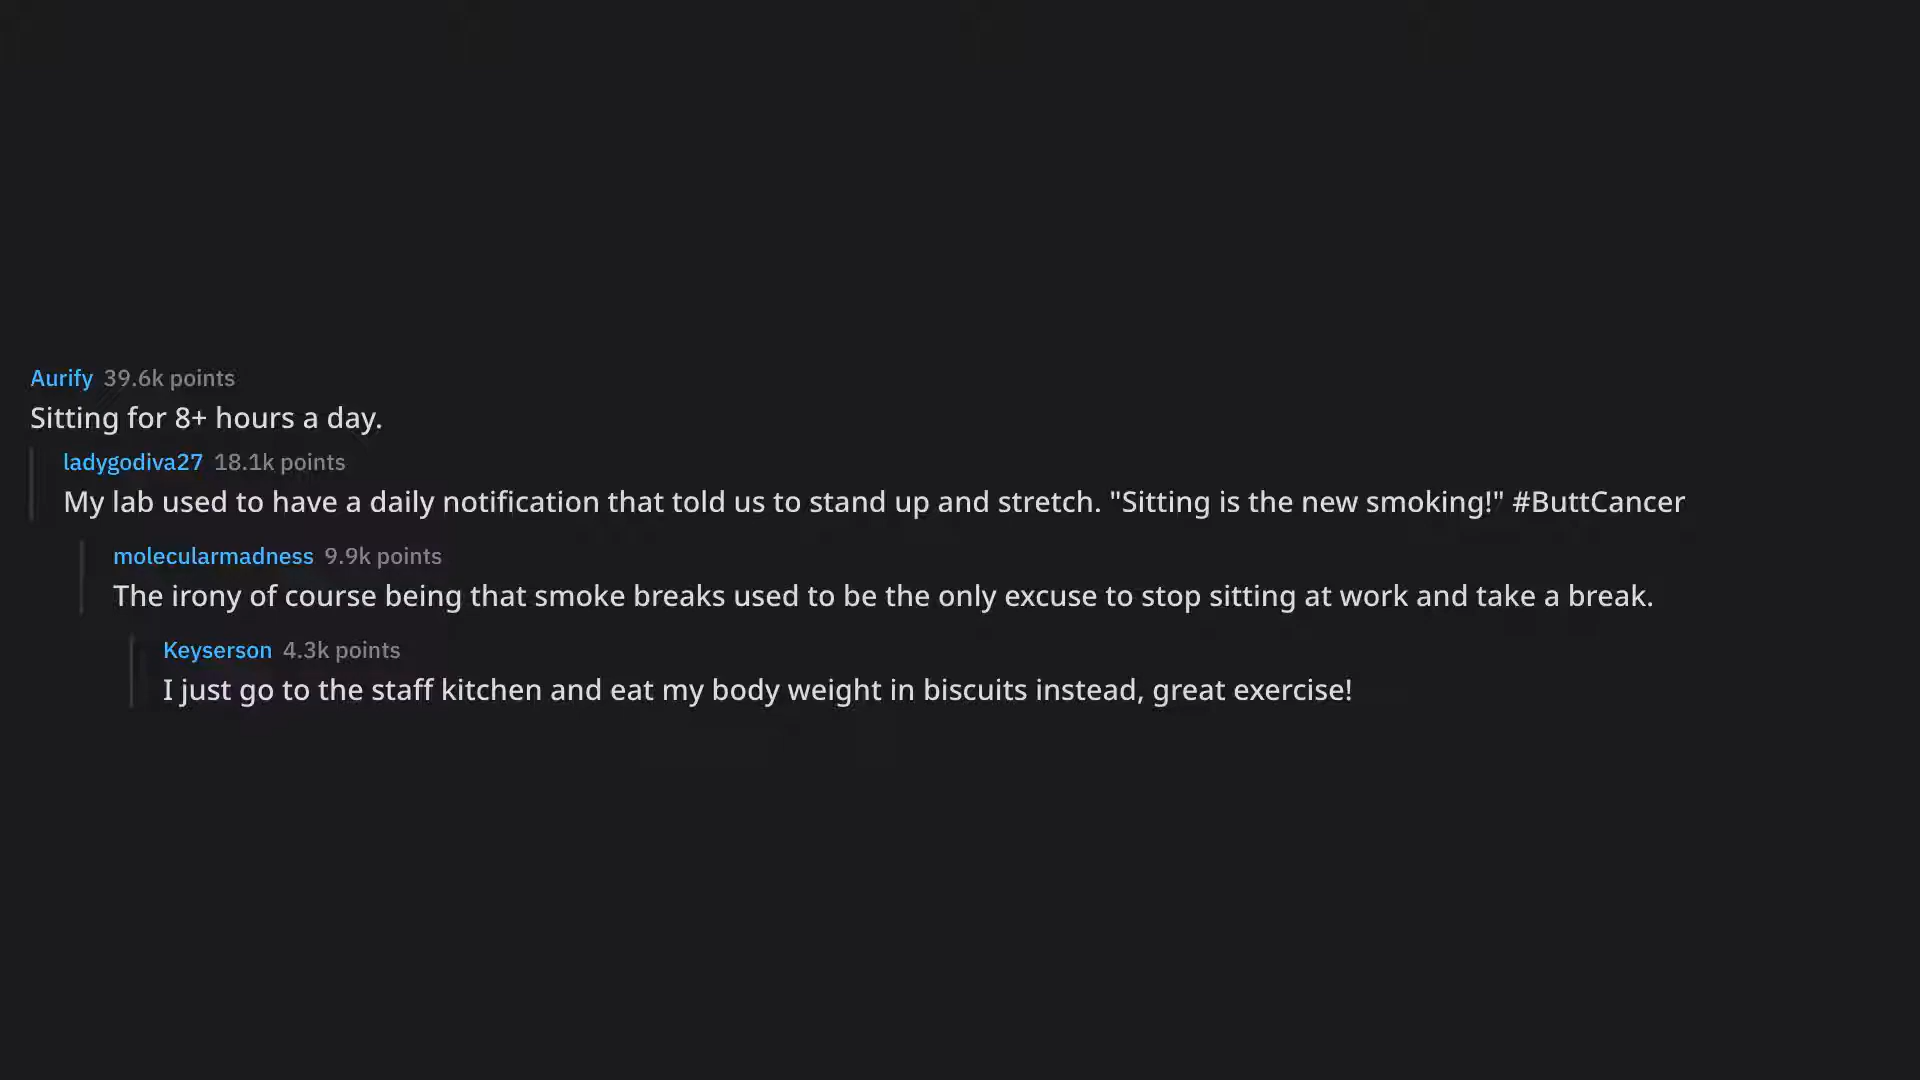 Aurify 39.6k points
Sitting for 8+ hours a day.
ladygodiva27 18.1k points
My lab used to have a daily notification that told us to stand up and stretch. "Sitting is the new smoking!" #ButtCancer
molecularmadness 9.9k points
The irony of course being that smoke breaks used to be the only excuse to stop sitting at work and take a break.
Keyserson 4.3k points
I just go to the staff kitchen and eat my body weight in biscuits instead, great exercise!